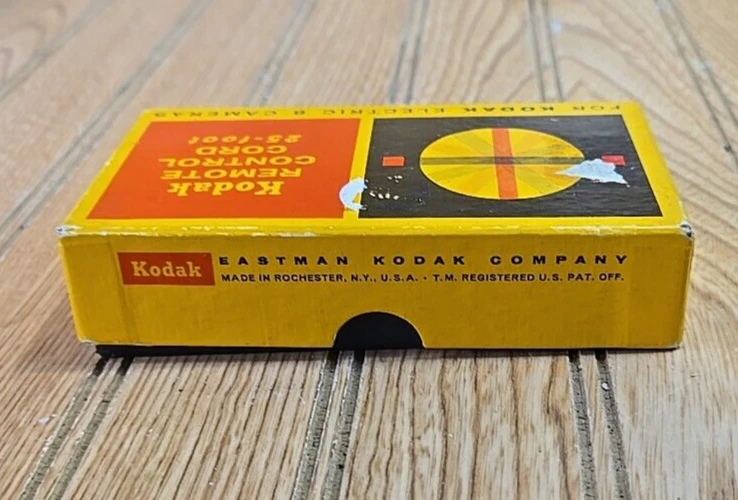 FOR KODAK ELECTRIC 8 CAMERAS
Kodak
REMOTE
CONTROL
CORD
25-foot
Kodak
EASTMAN KODAK COMPANY
MADE IN ROCHESTER, N.Y., U.S.A. · T.M. REGISTERED U.S. PAT. OFF.